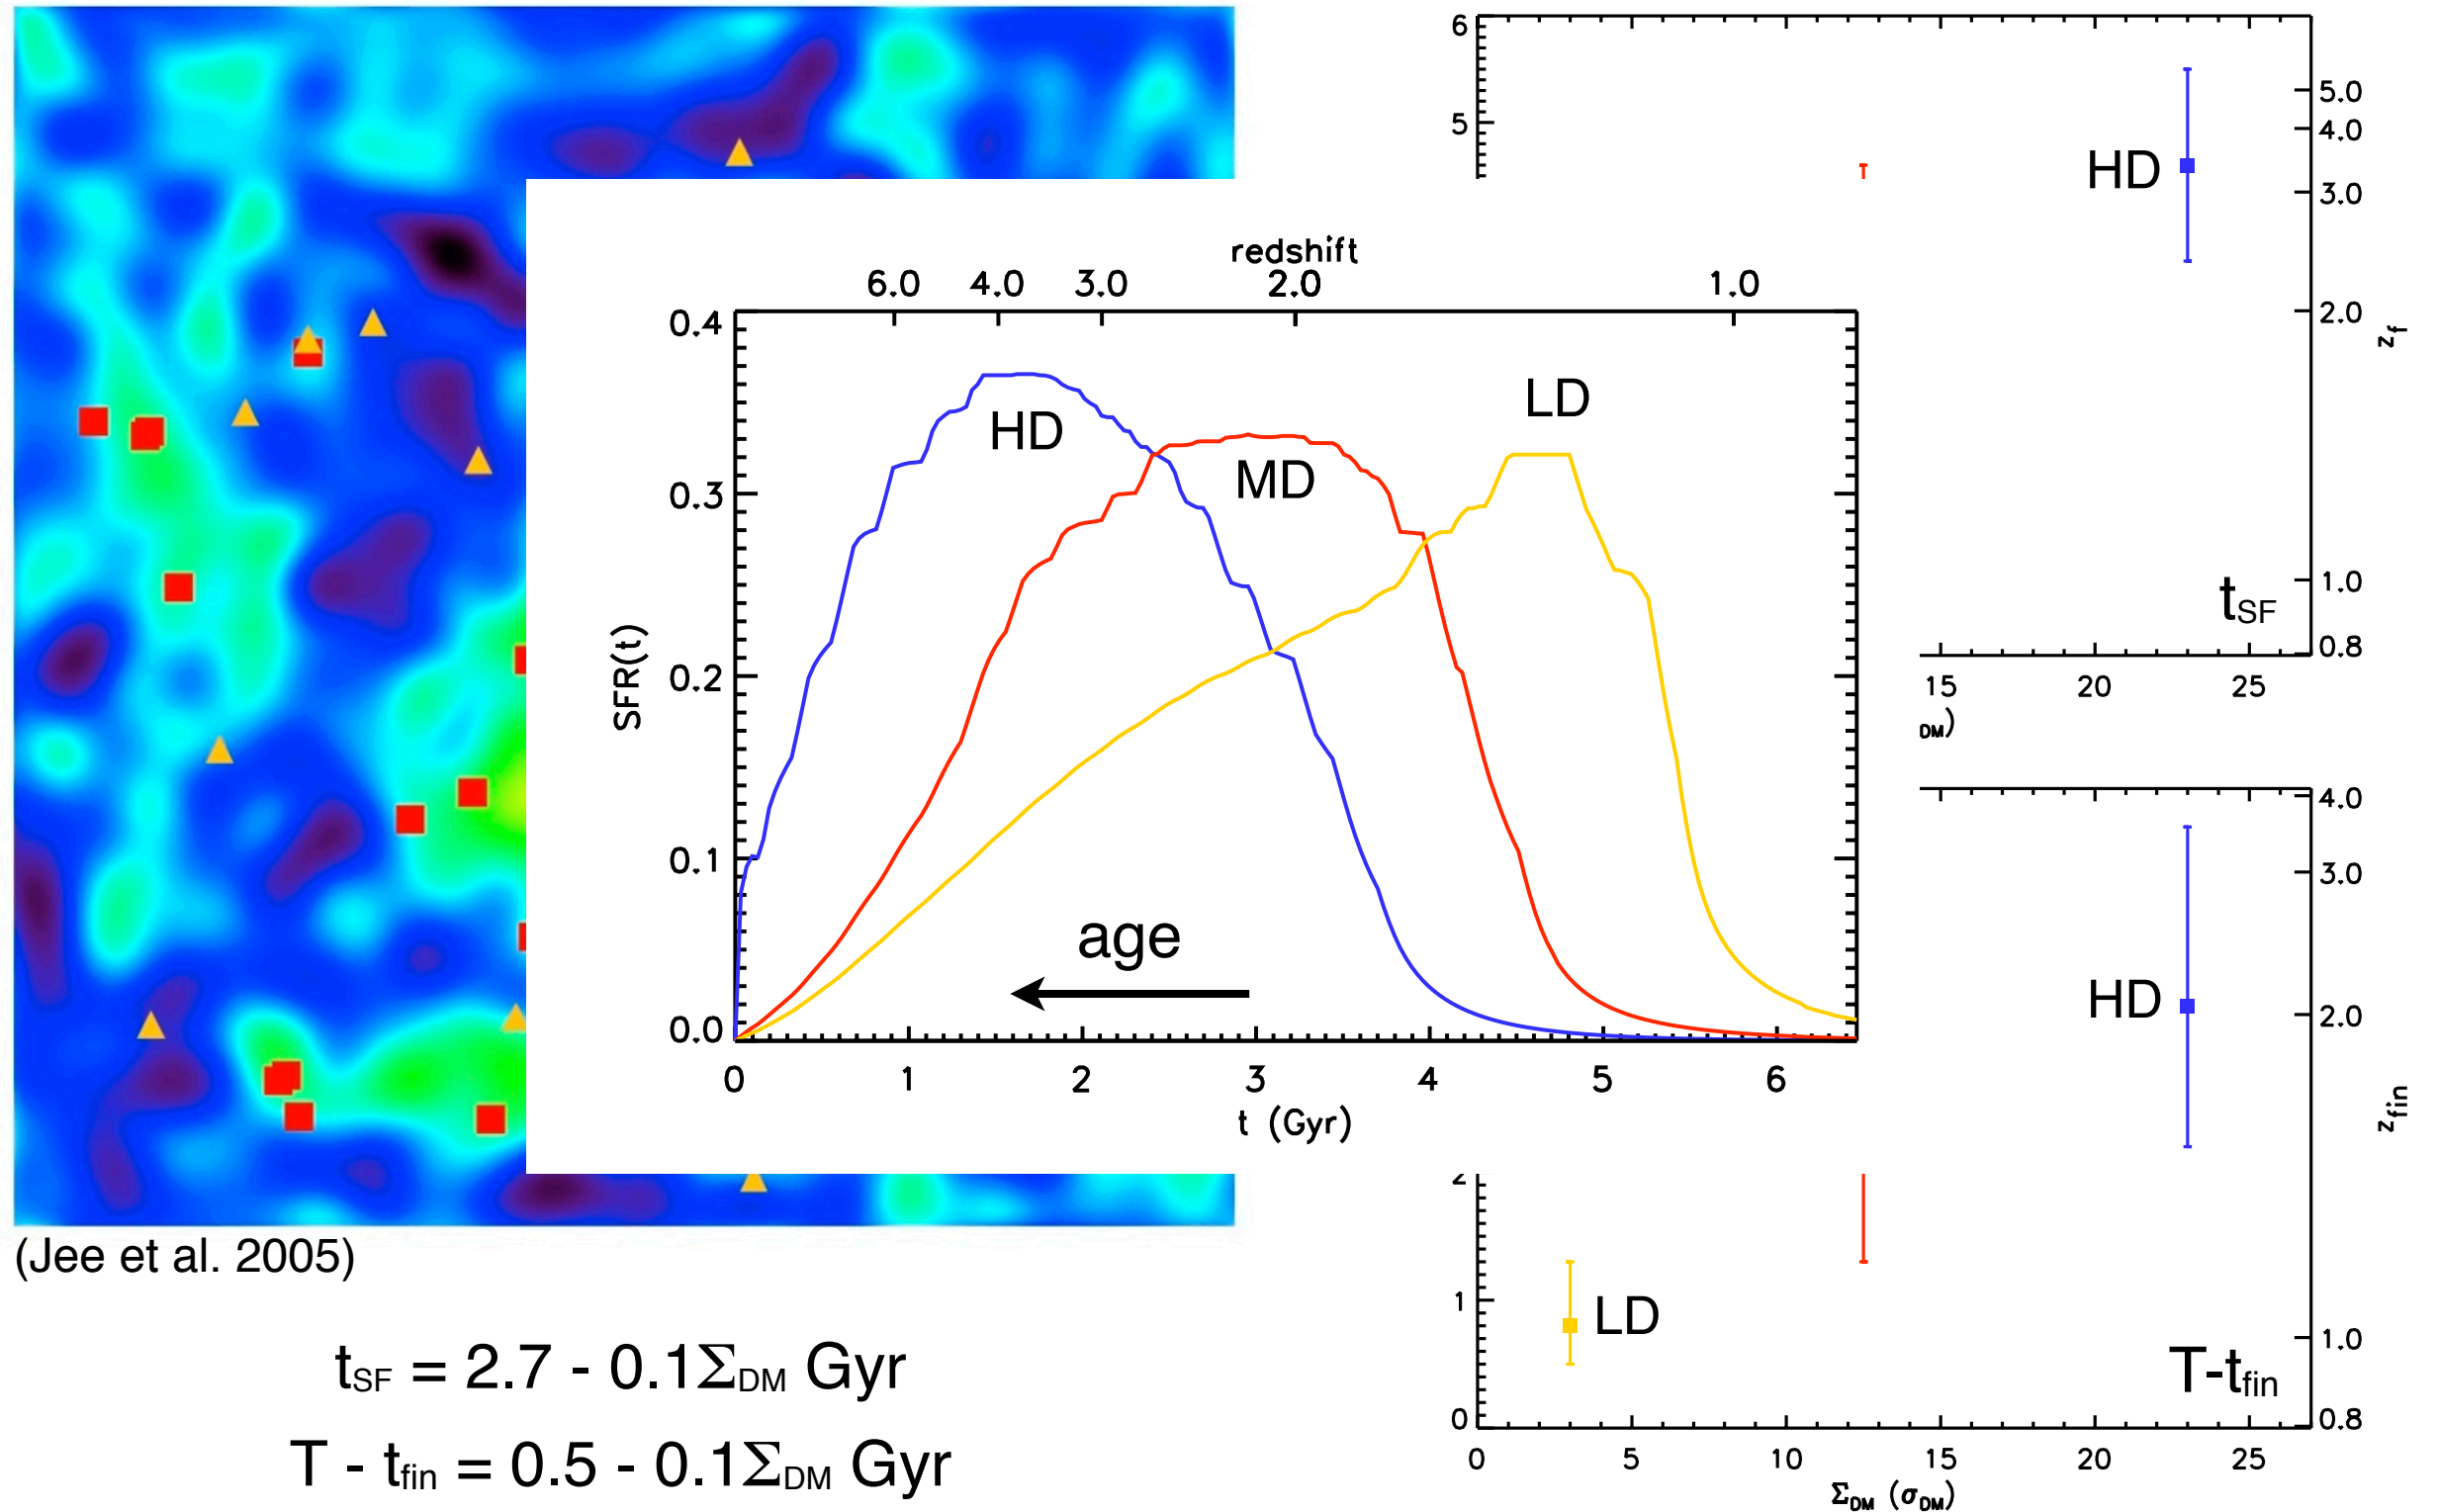 6
5
5.0
4.0
3.0
2.0
1.0
0.8
z_f
HD
t_SF
15 20 25
DM)
redshift
6.0 4.0 3.0 2.0 1.0
0.4
0.3
0.2
0.1
0.0
SFR(t)
HD
MD
LD
age
0 1 2 3 4 5 6
t (Gyr)
4.0
3.0
2.0
1.0
0.8
z_fin
HD
2
1
0
LD
T-t_fin
0 5 10 15 20 25
Σ_DM (σ_DM)
(Jee et al. 2005)
t_SF = 2.7 - 0.1Σ_DM Gyr
T - t_fin = 0.5 - 0.1Σ_DM Gyr